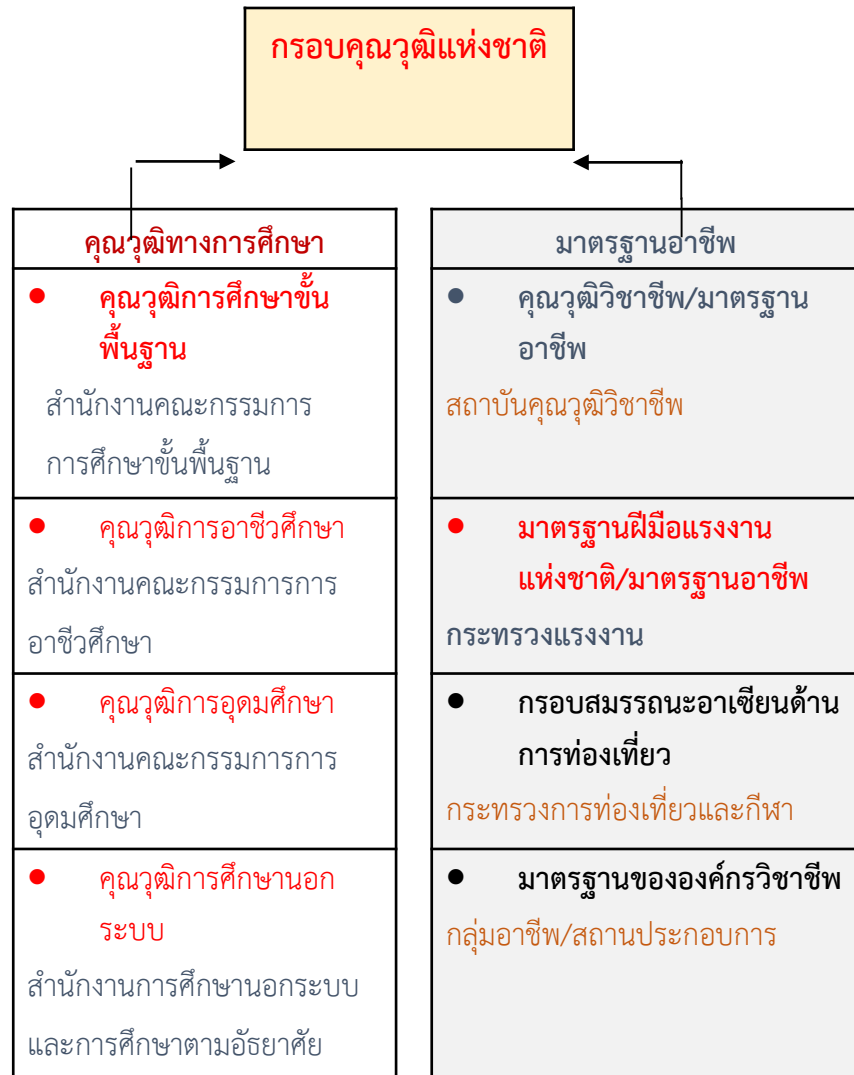 กรอบคุณวุฒิแห่งชาติ
คุณวุฒิทางการศึกษา
● คุณวุฒิการศึกษาขั้น
พื้นฐาน
สำนักงานคณะกรรมการ
การศึกษาขั้นพื้นฐาน
● คุณวุฒิการอาชีวศึกษา
สำนักงานคณะกรรมการการ
อาชีวศึกษา
● คุณวุฒิการอุดมศึกษา
สำนักงานคณะกรรมการการ
อุดมศึกษา
● คุณวุฒิการศึกษานอก
ระบบ
สำนักงานการศึกษานอกระบบ
และการศึกษาตามอัธยาศัย
มาตรฐานอาชีพ
● คุณวุฒิวิชาชีพ/มาตรฐาน
อาชีพ
สถาบันคุณวุฒิวิชาชีพ
● มาตรฐานฝีมือแรงงาน
แห่งชาติ/มาตรฐานอาชีพ
กระทรวงแรงงาน
● กรอบสมรรถนะอาเซียนด้าน
การท่องเที่ยว
กระทรวงการท่องเที่ยวและกีฬา
● มาตรฐานขององค์กรวิชาชีพ
กลุ่มอาชีพ/สถานประกอบการ